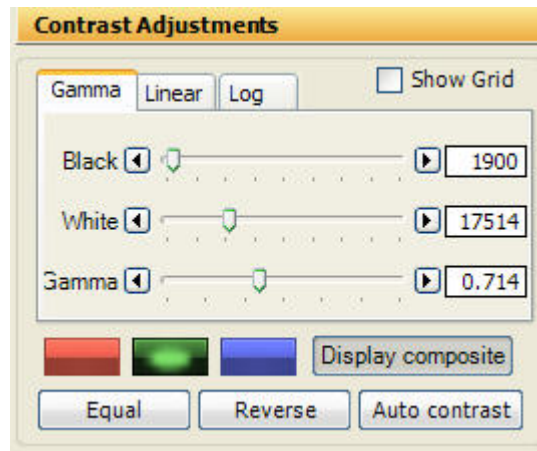 Contrast Adjustments
Gamma Linear Log Show Grid
Black 1900
White 17514
Gamma 0.714
Display composite
Equal Reverse Auto contrast